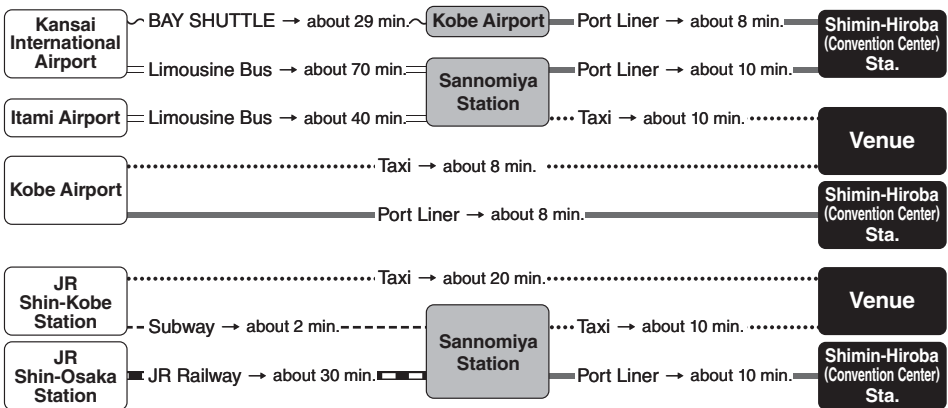 Kansai
International
Airport
BAY SHUTTLE → about 29 min.
Kobe Airport
Port Liner → about 8 min.
Shimin-Hiroba
(Convention Center)
Sta.
Limousine Bus → about 70 min.
Sannomiya
Station
Port Liner → about 10 min.
Itami Airport
Limousine Bus → about 40 min.
Taxi → about 10 min.
Venue
Kobe Airport
Taxi → about 8 min.
Port Liner → about 8 min.
Shimin-Hiroba
(Convention Center)
Sta.
JR
Shin-Kobe
Station
Taxi → about 20 min.
Venue
Subway → about 2 min.
Sannomiya
Station
Taxi → about 10 min.
JR
Shin-Osaka
Station
JR Railway → about 30 min.
Port Liner → about 10 min.
Shimin-Hiroba
(Convention Center)
Sta.